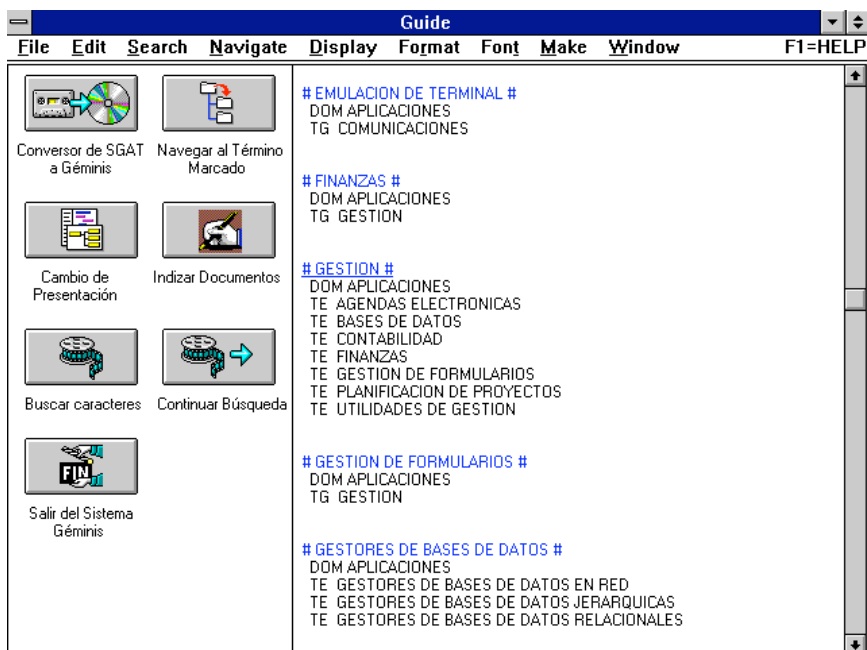 Guide
File Edit Search Navigate Display Format Font Make Window F1=HELP
Conversor de SGAT
a Géminis
Navegar al Término
Marcado
Cambio de
Presentación
Indizar Documentos
Buscar caracteres
Continuar Búsqueda
FIN
Salir del Sistema
Géminis
# EMULACION DE TERMINAL #
DOM APLICACIONES
TG COMUNICACIONES
# FINANZAS #
DOM APLICACIONES
TG GESTION
# GESTION #
DOM APLICACIONES
TE AGENDAS ELECTRONICAS
TE BASES DE DATOS
TE CONTABILIDAD
TE FINANZAS
TE GESTION DE FORMULARIOS
TE PLANIFICACION DE PROYECTOS
TE UTILIDADES DE GESTION
# GESTION DE FORMULARIOS #
DOM APLICACIONES
TG GESTION
# GESTORES DE BASES DE DATOS #
DOM APLICACIONES
TE GESTORES DE BASES DE DATOS EN RED
TE GESTORES DE BASES DE DATOS JERARQUICAS
TE GESTORES DE BASES DE DATOS RELACIONALES